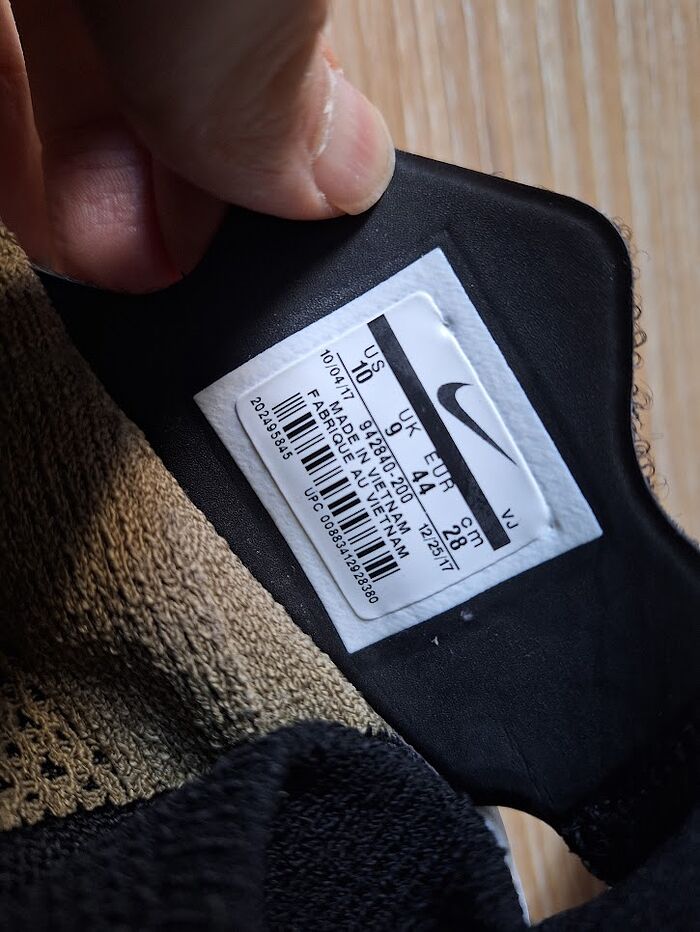 VJ
US UK EUR cm
10 9 44 28
10/04/17 942840-200 12/25/17
MADE IN VIETNAM
FABRIQUE AU VIETNAM
202495845
UPC 00883412928380